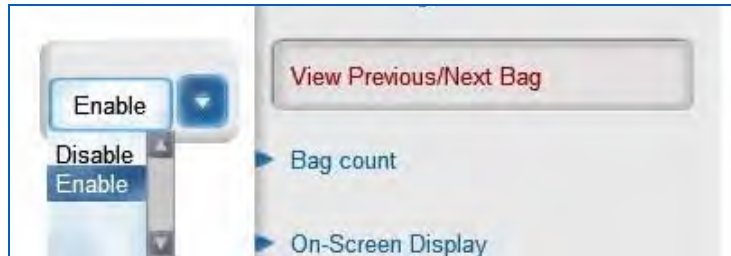 View Previous/Next Bag
Enable
Disable
Enable
Bag count
On-Screen Display